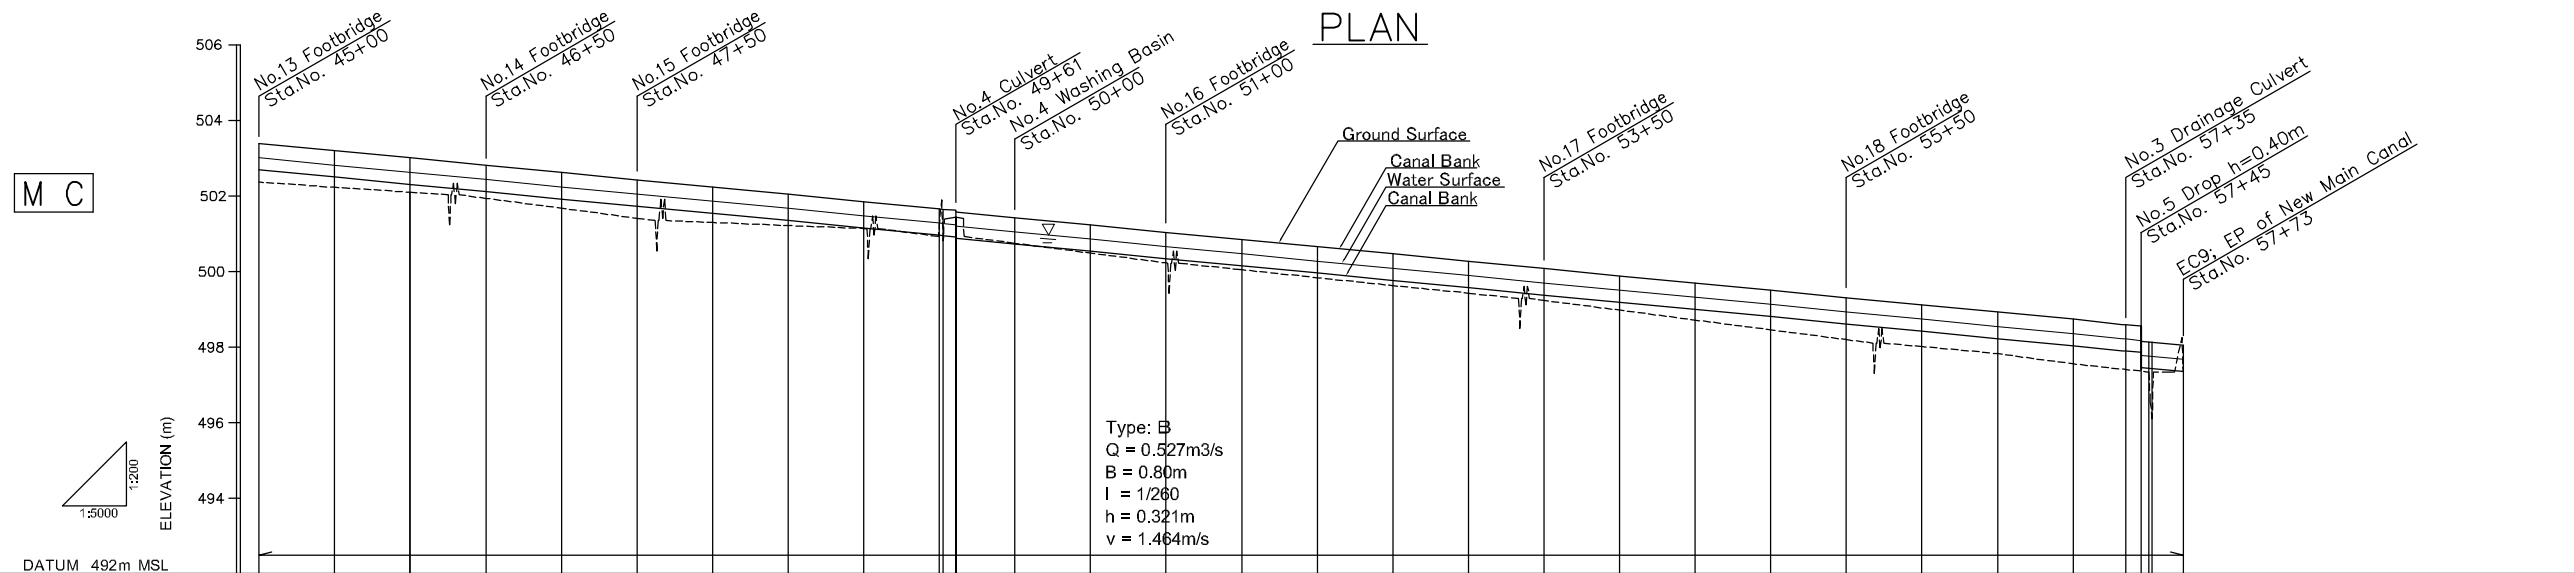 PLAN
506
504
502
500
498
496
494
ELEVATION (m)
M C
1:200
1:5000
DATUM 492m MSL
No.13 Footbridge
Sta.No. 45+00
No.14 Footbridge
Sta.No. 46+50
No.15 Footbridge
Sta.No. 47+50
No.4 Culvert
Sta.No. 49+61
No.4 Washing Basin
Sta.No. 50+00
No.16 Footbridge
Sta.No. 51+00
Ground Surface
Canal Bank
Water Surface
Canal Bank
No.17 Footbridge
Sta.No. 53+50
No.18 Footbridge
Sta.No. 55+50
No.3 Drainage Culvert
Sta.No. 57+35
No.5 Drop h=0.40m
Sta.No. 57+45
EC9; EP of New Main Canal
Sta.No. 57+73
Type: B
Q = 0.527m3/s
B = 0.80m
I = 1/260
h = 0.321m
v = 1.464m/s